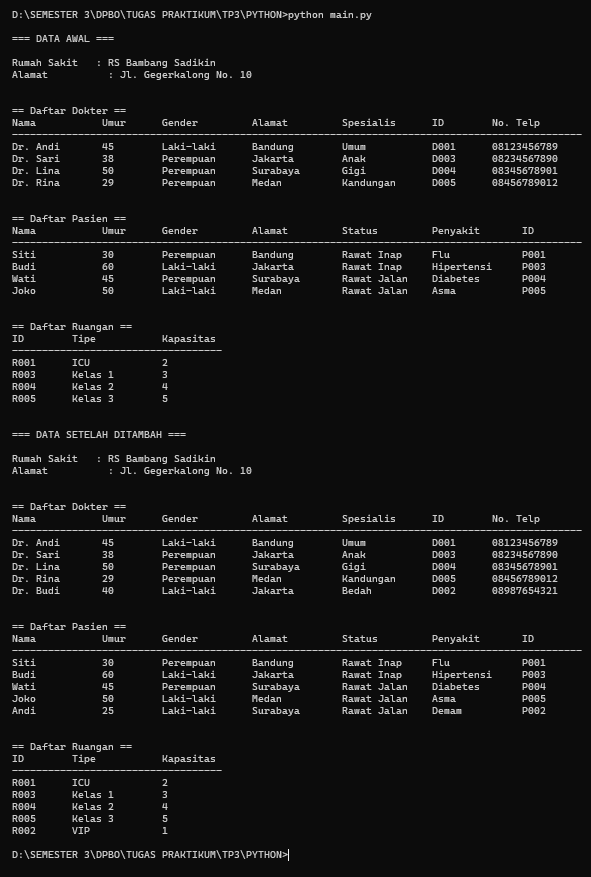 D:\SEMESTER 3\DPBO\TUGAS PRAKTIKUM\TP3\PYTHON>python main.py
=== DATA AWAL ===
Rumah Sakit   : RS Bambang Sadikin
Alamat          : Jl. Gegerkalong No. 10
== Daftar Dokter ==
Nama           Umur      Gender         Alamat         Spesialis      ID        No. Telp
Dr. Andi       45        Laki-laki      Bandung        Umum           D001      08123456789
Dr. Sari       38        Perempuan      Jakarta        Anak           D003      08234567890
Dr. Lina       50        Perempuan      Surabaya       Gigi           D004      08345678901
Dr. Rina       29        Perempuan      Medan          Kandungan      D005      08456789012
== Daftar Pasien ==
Nama           Umur      Gender         Alamat         Status         Penyakit       ID
Siti           30        Perempuan      Bandung        Rawat Inap     Flu            P001
Budi           60        Laki-laki      Jakarta        Rawat Inap     Hipertensi     P003
Wati           45        Perempuan      Surabaya       Rawat Jalan    Diabetes       P004
Joko           50        Laki-laki      Medan          Rawat Jalan    Asma           P005
== Daftar Ruangan ==
ID        Tipe           Kapasitas
R001      ICU            2
R003      Kelas 1        3
R004      Kelas 2        4
R005      Kelas 3        5
=== DATA SETELAH DITAMBAH ===
Rumah Sakit   : RS Bambang Sadikin
Alamat          : Jl. Gegerkalong No. 10
== Daftar Dokter ==
Nama           Umur      Gender         Alamat         Spesialis      ID        No. Telp
Dr. Andi       45        Laki-laki      Bandung        Umum           D001      08123456789
Dr. Sari       38        Perempuan      Jakarta        Anak           D003      08234567890
Dr. Lina       50        Perempuan      Surabaya       Gigi           D004      08345678901
Dr. Rina       29        Perempuan      Medan          Kandungan      D005      08456789012
Dr. Budi       40        Laki-laki      Jakarta        Bedah          D002      08987654321
== Daftar Pasien ==
Nama           Umur      Gender         Alamat         Status         Penyakit       ID
Siti           30        Perempuan      Bandung        Rawat Inap     Flu            P001
Budi           60        Laki-laki      Jakarta        Rawat Inap     Hipertensi     P003
Wati           45        Perempuan      Surabaya       Rawat Jalan    Diabetes       P004
Joko           50        Laki-laki      Medan          Rawat Jalan    Asma           P005
Andi           25        Laki-laki      Surabaya       Rawat Jalan    Demam          P002
== Daftar Ruangan ==
ID        Tipe           Kapasitas
R001      ICU            2
R003      Kelas 1        3
R004      Kelas 2        4
R005      Kelas 3        5
R002      VIP            1
D:\SEMESTER 3\DPBO\TUGAS PRAKTIKUM\TP3\PYTHON>